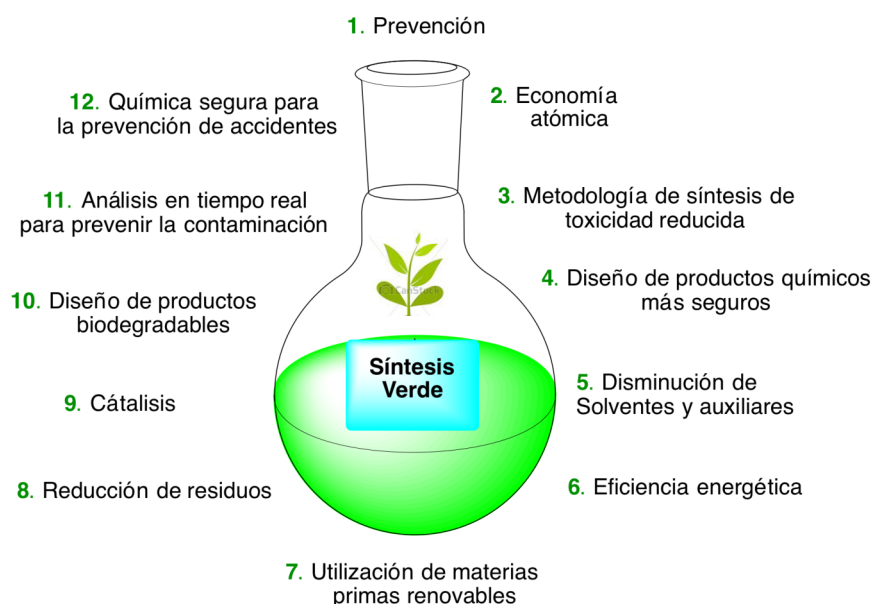 1. Prevención
2. Economía
atómica
3. Metodología de síntesis de
toxicidad reducida
4. Diseño de productos químicos
más seguros
5. Disminución de
Solventes y auxiliares
6. Eficiencia energética
7. Utilización de materias
primas renovables
8. Reducción de residuos
9. Cátalisis
10. Diseño de productos
biodegradables
11. Análisis en tiempo real
para prevenir la contaminación
12. Química segura para
la prevención de accidentes
CanStock
Síntesis
Verde